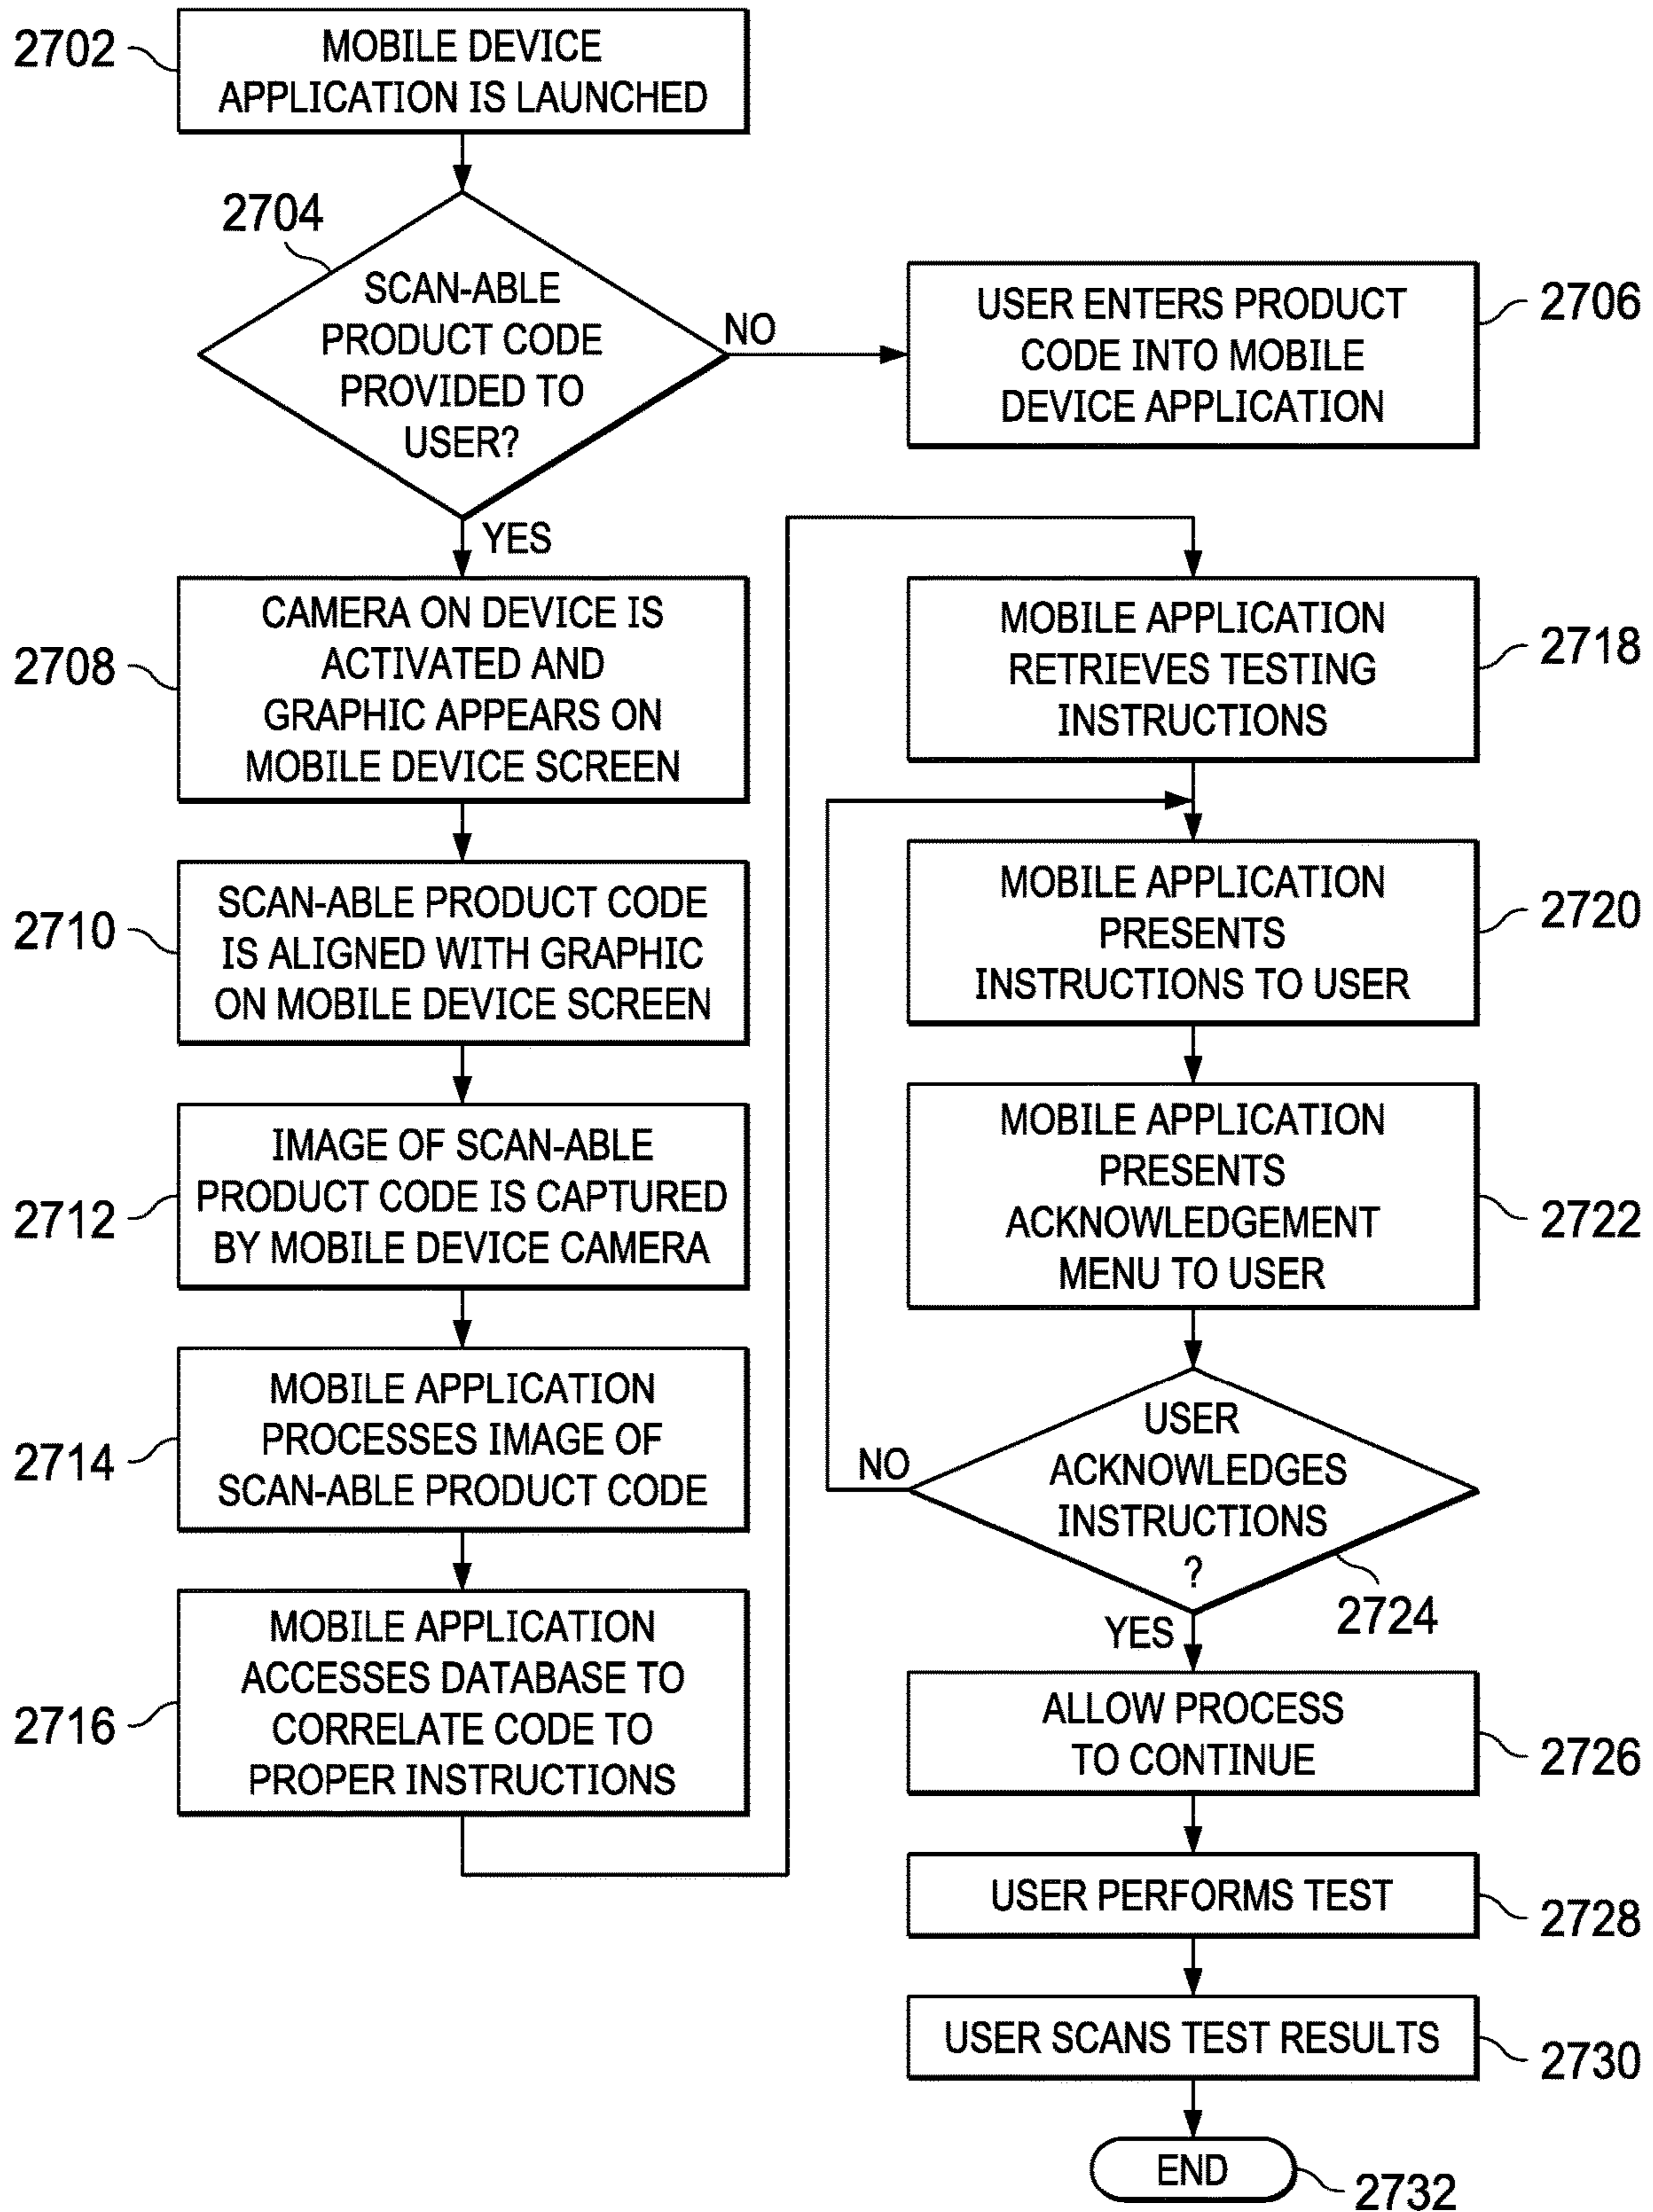 2702
MOBILE DEVICE
APPLICATION IS LAUNCHED
2704
SCAN-ABLE
PRODUCT CODE
PROVIDED TO
USER?
NO
USER ENTERS PRODUCT
CODE INTO MOBILE
DEVICE APPLICATION
2706
YES
2708
CAMERA ON DEVICE IS
ACTIVATED AND
GRAPHIC APPEARS ON
MOBILE DEVICE SCREEN
2710
SCAN-ABLE PRODUCT CODE
IS ALIGNED WITH GRAPHIC
ON MOBILE DEVICE SCREEN
2712
IMAGE OF SCAN-ABLE
PRODUCT CODE IS CAPTURED
BY MOBILE DEVICE CAMERA
2714
MOBILE APPLICATION
PROCESSES IMAGE OF
SCAN-ABLE PRODUCT CODE
2716
MOBILE APPLICATION
ACCESSES DATABASE TO
CORRELATE CODE TO
PROPER INSTRUCTIONS
MOBILE APPLICATION
RETRIEVES TESTING
INSTRUCTIONS
2718
MOBILE APPLICATION
PRESENTS
INSTRUCTIONS TO USER
2720
MOBILE APPLICATION
PRESENTS
ACKNOWLEDGEMENT
MENU TO USER
2722
USER
ACKNOWLEDGES
INSTRUCTIONS
?
NO
2724
YES
ALLOW PROCESS
TO CONTINUE
2726
USER PERFORMS TEST
2728
USER SCANS TEST RESULTS
2730
END
2732